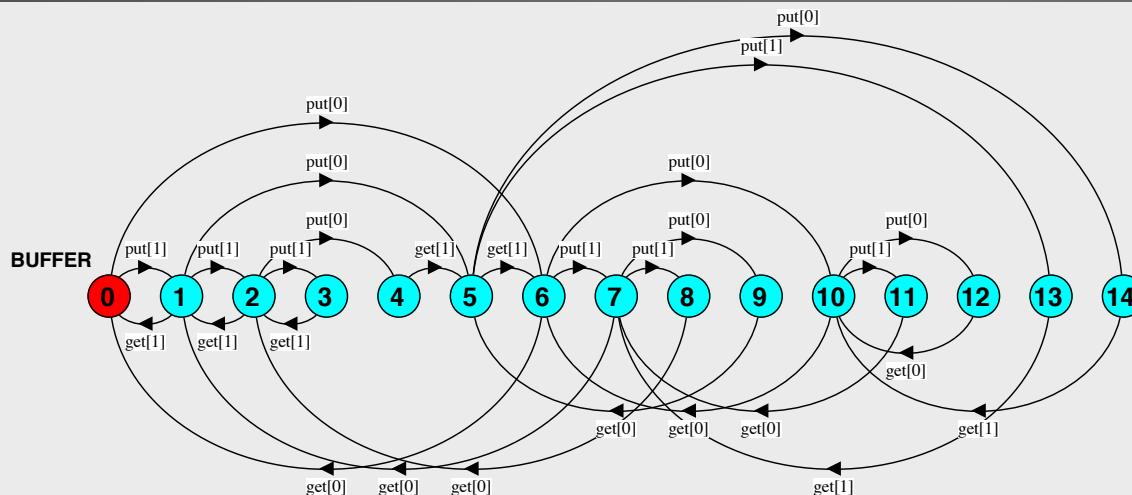 put[0]
put[1]
put[0]
put[0] put[0]
put[0] put[0] put[0]
put[1] put[1] put[1] get[1] get[1] put[1] put[1] put[1]
BUFFER
0 1 2 3 4 5 6 7 8 9 10 11 12 13 14
get[1] get[1] get[1]
get[0]
get[0] get[0] get[0] get[1]
get[0] get[0] get[0] get[1]